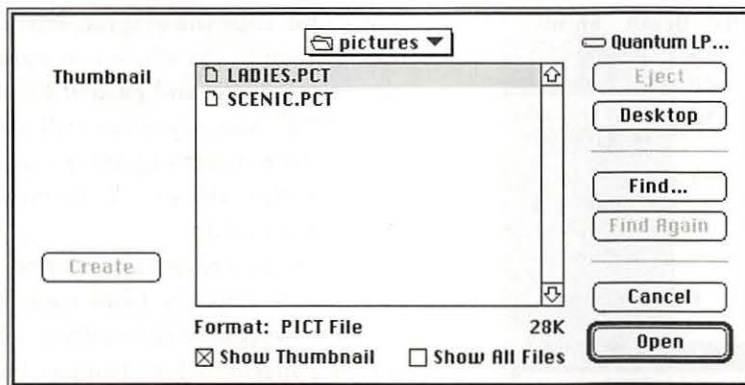 pictures
Quantum LP...
Thumbnail
LADIES.PCT
SCENIC.PCT
Eject
Desktop
Find...
Find Again
Create
Cancel
Format: PICT File 28K
Open
Show Thumbnail
Show All Files